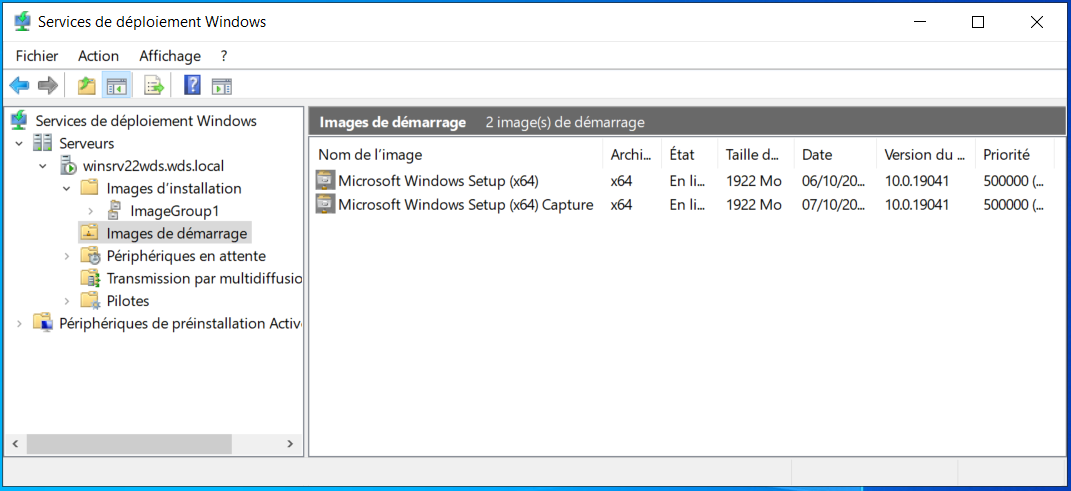 Services de déploiement Windows
Fichier Action Affichage ?
Services de déploiement Windows
Serveurs
winsrv22wds.wds.local
Images d'installation
ImageGroup1
Images de démarrage
Périphériques en attente
Transmission par multidiffusio
Pilotes
Périphériques de préinstallation Active
Images de démarrage 2 image(s) de démarrage
Nom de l'image Archi... État Taille d... Date Version du ... Priorité
Microsoft Windows Setup (x64) x64 En li... 1922 Mo 06/10/20... 10.0.19041 500000 (...
Microsoft Windows Setup (x64) Capture x64 En li... 1922 Mo 07/10/20... 10.0.19041 500000 (...